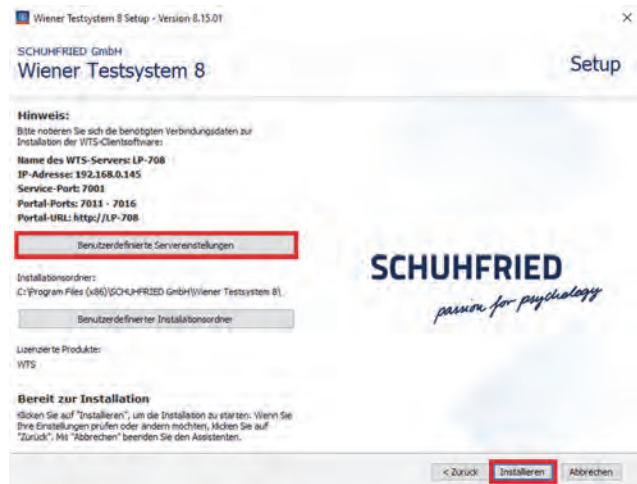 Wiener Testsystem 8 Setup - Version 8.15.01
SCHUHFRIED GmbH
Wiener Testsystem 8
Setup
Hinweis:
Bitte notieren Sie sich die benötigten Verbindungsdaten zur
Installation der WTS-Clientsoftware:
Name des WTS-Servers: LP-708
IP-Adresse: 192.168.0.145
Service-Port: 7001
Portal-Ports: 7011 - 7016
Portal-URL: http://LP-708
Benutzerdefinierte Servereinstellungen
Installationsordner:
C:\Program Files (x86)\SCHUHFRIED GmbH\Wiener Testsystem 8\
Benutzerdefinierter Installationsordner
Lizenzierte Produkte:
WTS
SCHUHFRIED
passion for psychology
Bereit zur Installation
Klicken Sie auf "Installieren", um die Installation zu starten. Wenn Sie
Ihre Einstellungen prüfen oder ändern möchten, klicken Sie auf
"Zurück". Mit "Abbrechen" beenden Sie den Assistenten.
< Zurück
Installieren
Abbrechen